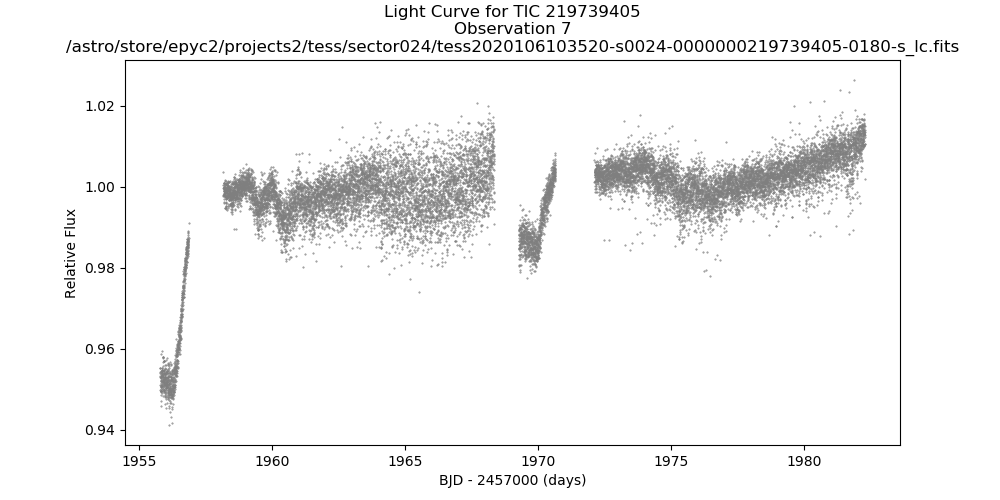 Light Curve for TIC 219739405
Observation 7
/astro/store/epyc2/projects2/tess/sector024/tess2020106103520-s0024-0000000219739405-0180-s_lc.fits
1.02
1.00
0.98
0.96
0.94
Relative Flux
1955 1960 1965 1970 1975 1980
BJD - 2457000 (days)